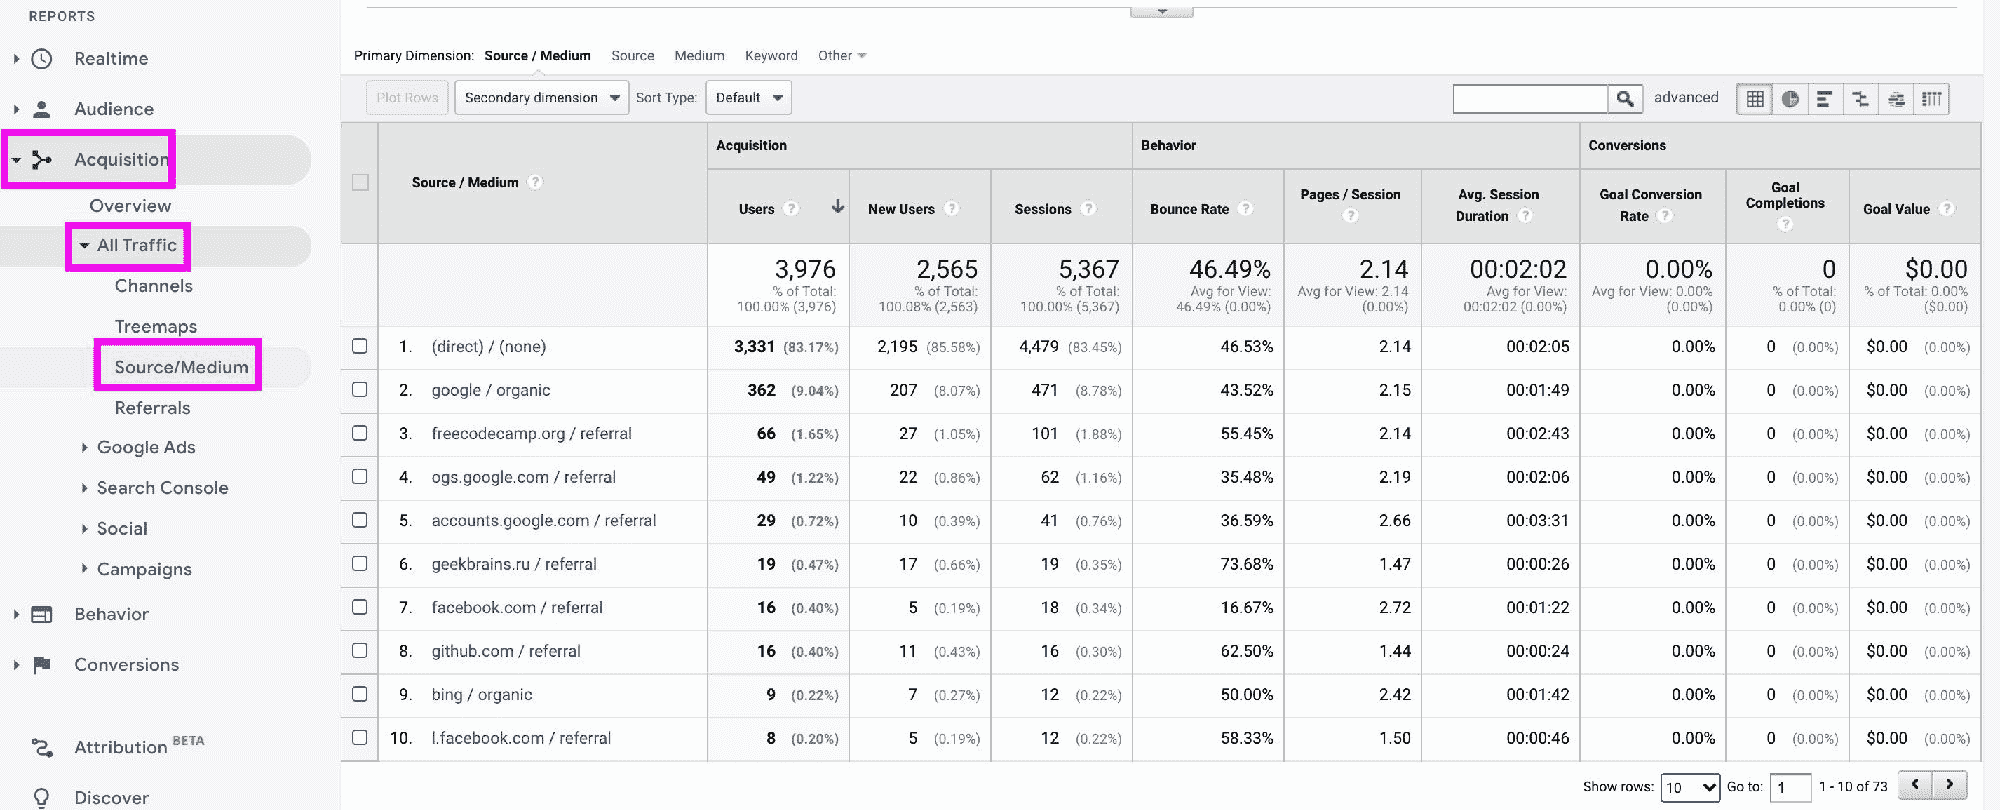 REPORTS
Realtime
Audience
Acquisition
Overview
All Traffic
Channels
Treemaps
Source/Medium
Referrals
Google Ads
Search Console
Social
Campaigns
Behavior
Conversions
Attribution BETA
Discover
Primary Dimension: Source / Medium Source Medium Keyword Other
Plot Rows Secondary dimension Sort Type: Default advanced
Acquisition Behavior Conversions
Source / Medium ? Users ? New Users ? Sessions ? Bounce Rate ? Pages / Session ? Avg. Session Duration ? Goal Conversion Rate ? Goal Completions ? Goal Value ?
3,976 2,565 5,367 46.49% 2.14 00:02:02 0.00% 0 $0.00
% of Total: % of Total: % of Total: Avg for View: Avg for View: 2.14 Avg for View: Avg for View: 0.00% % of Total: % of Total: 0.00%
100.00% (3,976) 100.08% (2,563) 100.00% (5,367) 46.49% (0.00%) (0.00%) 00:02:02 (0.00%) (0.00%) 0.00% (0) ($0.00)
1. (direct) / (none) 3,331 (83.17%) 2,195 (85.58%) 4,479 (83.45%) 46.53% 2.14 00:02:05 0.00% 0 (0.00%) $0.00 (0.00%)
2. google / organic 362 (9.04%) 207 (8.07%) 471 (8.78%) 43.52% 2.15 00:01:49 0.00% 0 (0.00%) $0.00 (0.00%)
3. freecodecamp.org / referral 66 (1.65%) 27 (1.05%) 101 (1.88%) 55.45% 2.14 00:02:43 0.00% 0 (0.00%) $0.00 (0.00%)
4. ogs.google.com / referral 49 (1.22%) 22 (0.86%) 62 (1.16%) 35.48% 2.19 00:02:06 0.00% 0 (0.00%) $0.00 (0.00%)
5. accounts.google.com / referral 29 (0.72%) 10 (0.39%) 41 (0.76%) 36.59% 2.66 00:03:31 0.00% 0 (0.00%) $0.00 (0.00%)
6. geekbrains.ru / referral 19 (0.47%) 17 (0.66%) 19 (0.35%) 73.68% 1.47 00:00:26 0.00% 0 (0.00%) $0.00 (0.00%)
7. facebook.com / referral 16 (0.40%) 5 (0.19%) 18 (0.34%) 16.67% 2.72 00:01:22 0.00% 0 (0.00%) $0.00 (0.00%)
8. github.com / referral 16 (0.40%) 11 (0.43%) 16 (0.30%) 62.50% 1.44 00:00:24 0.00% 0 (0.00%) $0.00 (0.00%)
9. bing / organic 9 (0.22%) 7 (0.27%) 12 (0.22%) 50.00% 2.42 00:01:42 0.00% 0 (0.00%) $0.00 (0.00%)
10. l.facebook.com / referral 8 (0.20%) 5 (0.19%) 12 (0.22%) 58.33% 1.50 00:00:46 0.00% 0 (0.00%) $0.00 (0.00%)
Show rows: 10 Go to: 1 1 - 10 of 73